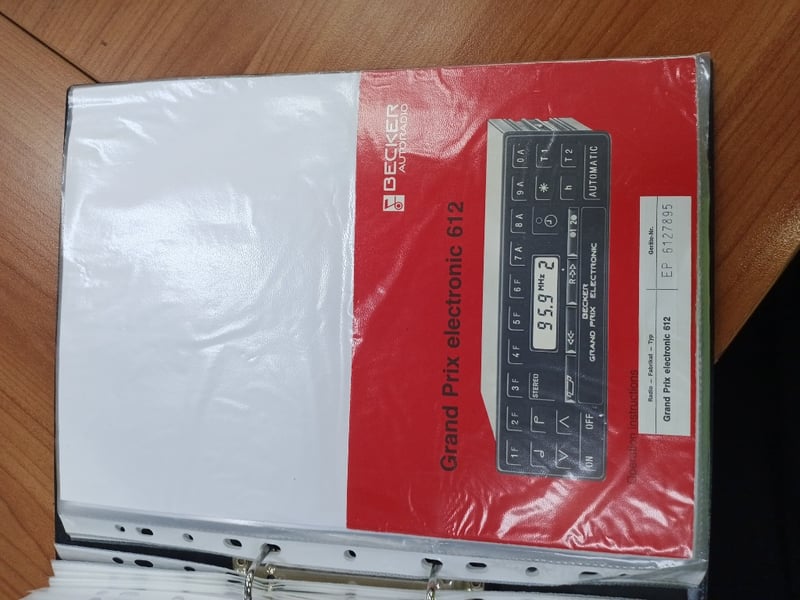 BECKER
AUTORADIO
Grand Prix electronic 612
1F 2F 3F 4F 5F 6F 7A 8A 9A 0A
STEREO
95.9 MHz 2
* T1
<< R>> 20
h T2
ON OFF
BECKER
GRAND PRIX ELECTRONIC
AUTOMATIC
Operating instructions
Radio – Fabrikat – Typ
Geräte-Nr.
Grand Prix electronic 612
EP 6127895